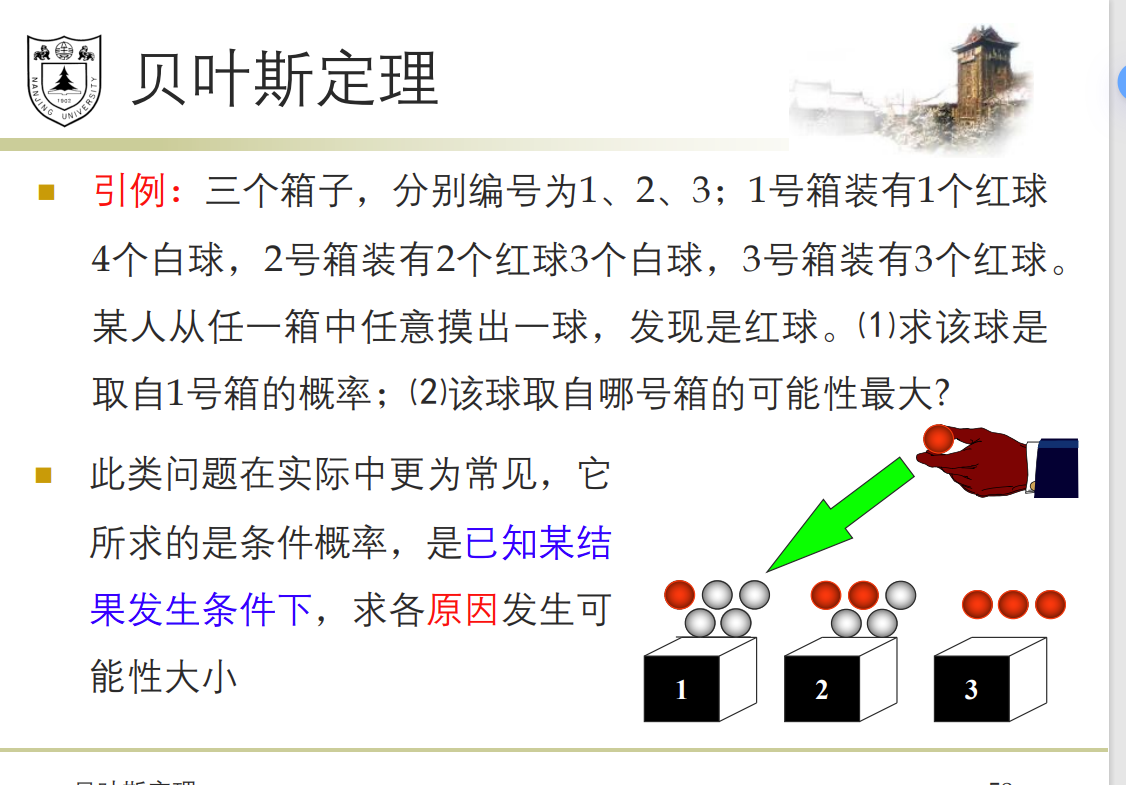 NANJING UNIVERSITY
1902
贝叶斯定理
引例：三个箱子，分别编号为1、2、3；1号箱装有1个红球
4个白球，2号箱装有2个红球3个白球，3号箱装有3个红球。
某人从任一箱中任意摸出一球，发现是红球。⑴求该球是
取自1号箱的概率；⑵该球取自哪号箱的可能性最大？
此类问题在实际中更为常见，它
所求的是条件概率，是已知某结
果发生条件下，求各原因发生可
能性大小
1
2
3
贝叶斯定理